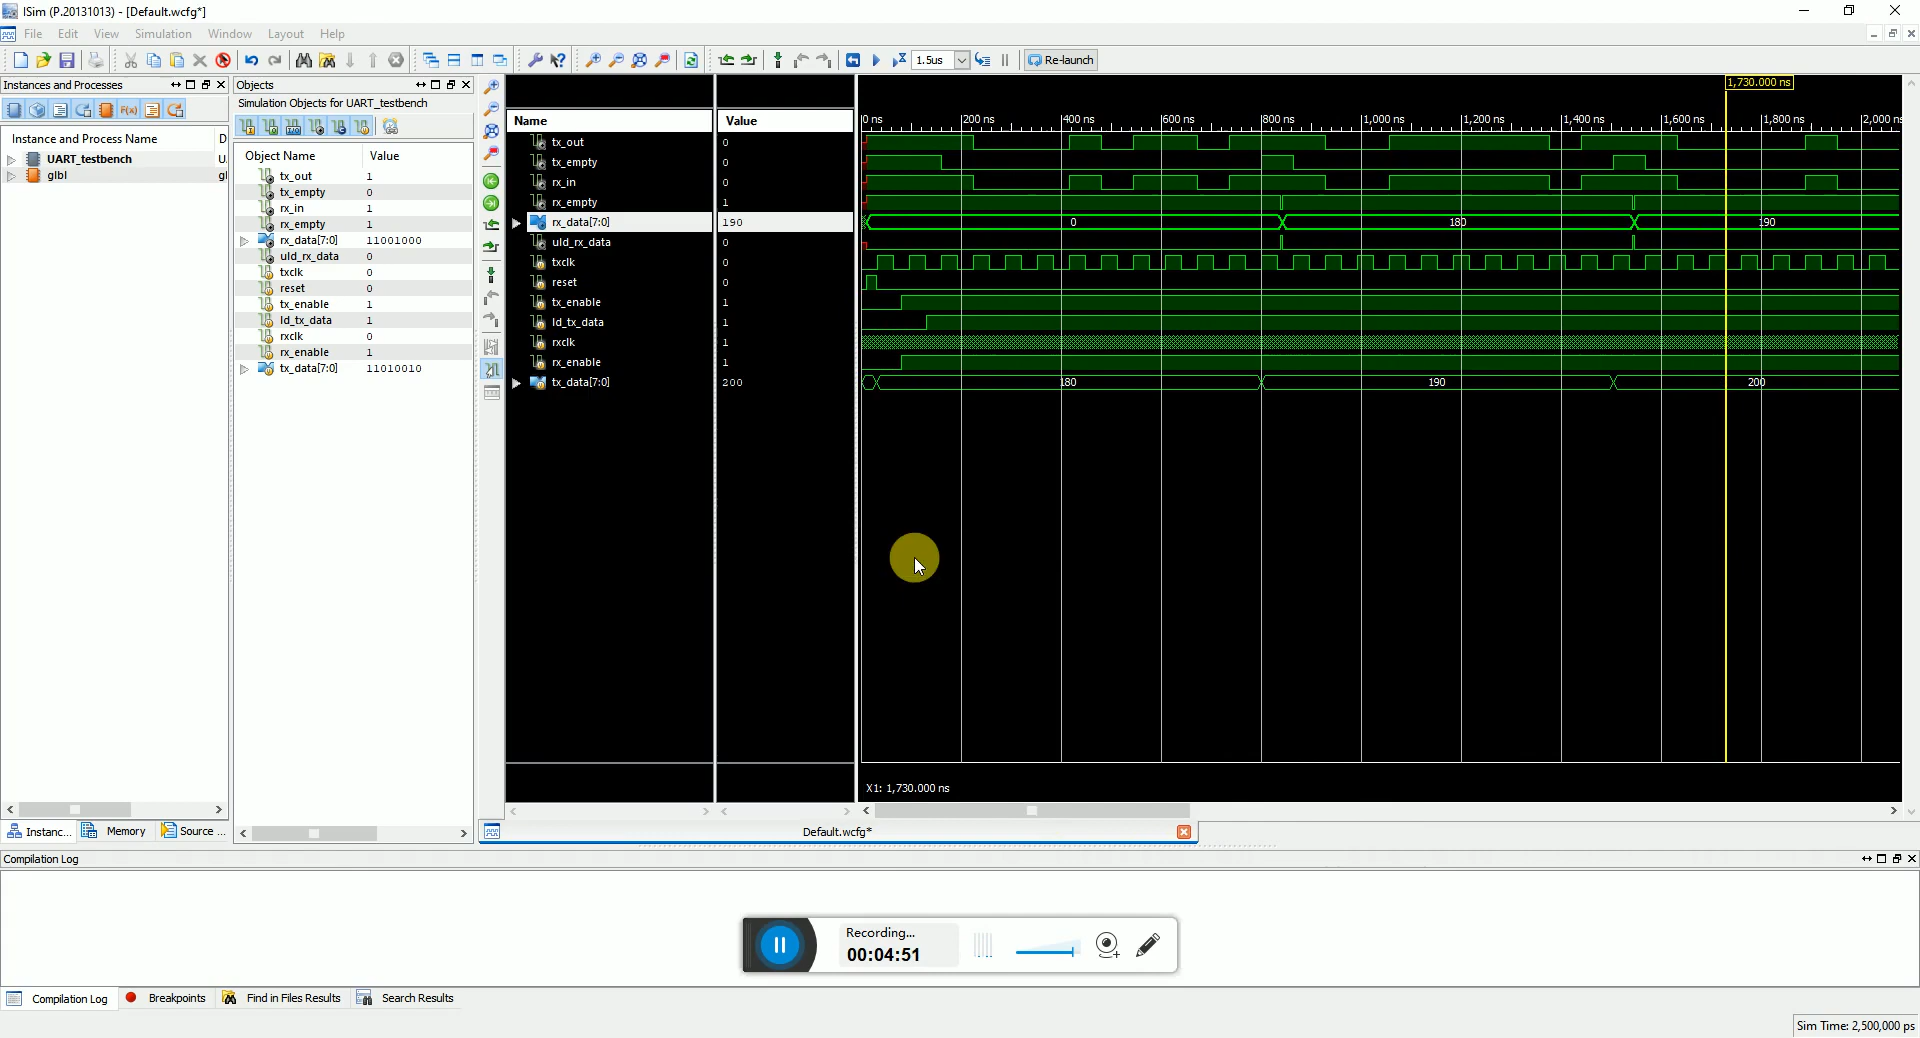 ISim (P.20131013) - [Default.wcfg*]
File Edit View Simulation Window Layout Help
1.5us Re-launch
Instances and Processes
Instance and Process Name D
UART_testbench U.
glbl gl
Instanc... Memory Source ...
Objects
Simulation Objects for UART_testbench
Object Name Value
tx_out 1
tx_empty 0
rx_in 1
rx_empty 1
rx_data[7:0] 11001000
uld_rx_data 0
txclk 0
reset 0
tx_enable 1
ld_tx_data 1
rxclk 0
rx_enable 1
tx_data[7:0] 11010010
Name Value
tx_out 0
tx_empty 0
rx_in 0
rx_empty 1
rx_data[7:0] 190
uld_rx_data 0
txclk 0
reset 0
tx_enable 1
ld_tx_data 1
rxclk 1
rx_enable 1
tx_data[7:0] 200
1,730.000 ns
0 ns 200 ns 400 ns 600 ns 800 ns 1,000 ns 1,200 ns 1,400 ns 1,600 ns 1,800 ns 2,000 ns
0 180 190
180 190 200
X1: 1,730.000 ns
Default.wcfg*
Compilation Log
Recording...
00:04:51
Compilation Log Breakpoints Find in Files Results Search Results
Sim Time: 2,500,000 ps